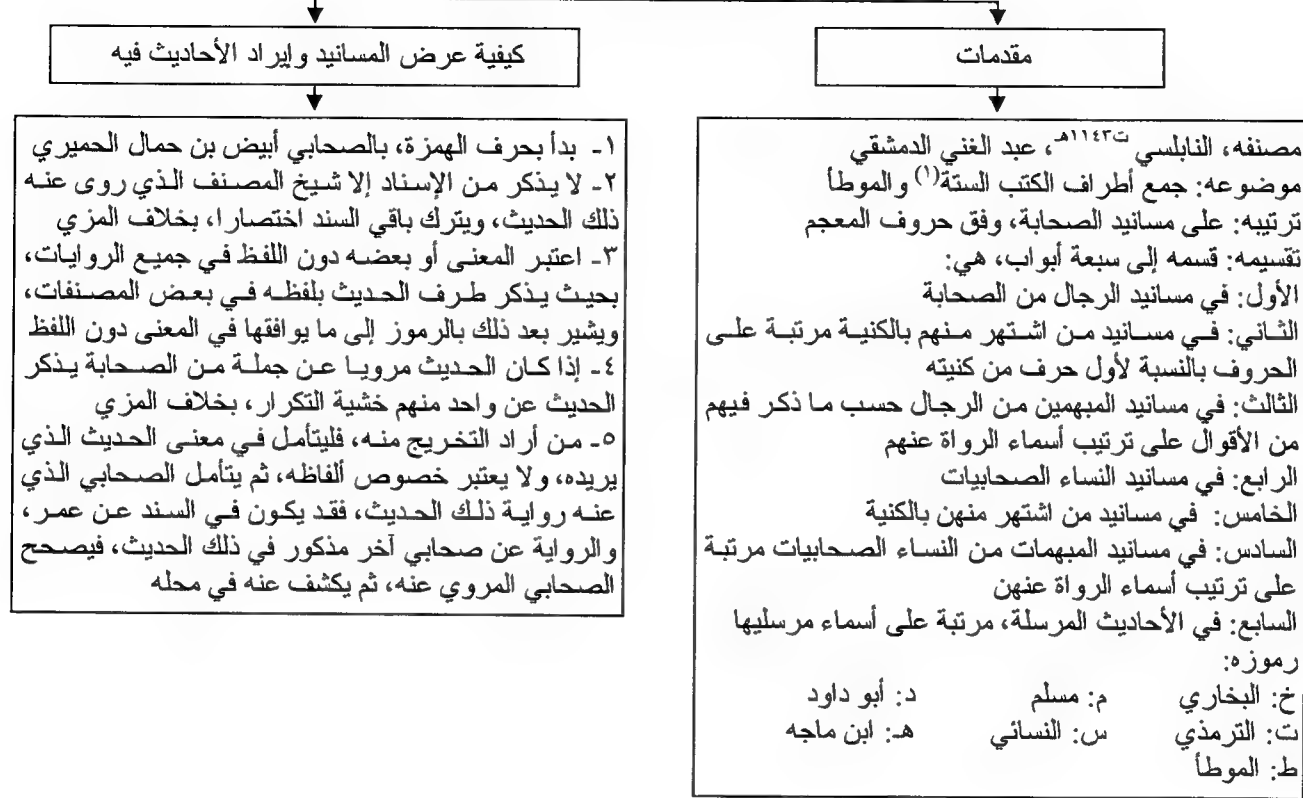 مقدمات
مصنفه، النابلسي ت١١٤٣هـ، عبد الغني الدمشقي
موضوعه: جمع أطراف الكتب الستة(١) والموطأ
ترتيبه: على مسانيد الصحابة، وفق حروف المعجم
تقسيمه: قسمه إلى سبعة أبواب، هي:
الأول: في مسانيد الرجال من الصحابة
الثاني: في مسانيد من اشتهر منهم بالكنية مرتبة على
الحروف بالنسبة لأول حرف من كنيته
الثالث: في مسانيد المبهمين من الرجال حسب ما ذكر فيهم
من الأقوال على ترتيب أسماء الرواة عنهم
الرابع: في مسانيد النساء الصحابيات
الخامس: في مسانيد من اشتهر منهن بالكنية
السادس: في مسانيد المبهمات من النساء الصحابيات مرتبة
على ترتيب أسماء الرواة عنهن
السابع: في الأحاديث المرسلة، مرتبة على أسماء مرسليها
رموزه:
خ: البخاري م: مسلم د: أبو داود
ت: الترمذي س: النسائي هـ: ابن ماجه
ط: الموطأ
كيفية عرض المسانيد وإيراد الأحاديث فيه
١- بدأ بحرف الهمزة، بالصحابي أبيض بن حمال الحميري
٢- لا يذكر من الإسناد إلا شيخ المصنف الذي روى عنه
ذلك الحديث، ويترك باقي السند اختصارا، بخلاف المزي
٣- اعتبر المعنى أو بعضه دون اللفظ في جميع الروايات،
بحيث يذكر طرف الحديث بلفظه في بعض المصنفات،
ويشير بعد ذلك بالرموز إلى ما يوافقها في المعنى دون اللفظ
٤- إذا كان الحديث مرويا عن جملة من الصحابة يذكر
الحديث عن واحد منهم خشية التكرار، بخلاف المزي
٥- من أراد التخريج منه، فليتأمل في معنى الحديث الذي
يريده، ولا يعتبر خصوص ألفاظه، ثم يتأمل الصحابي الذي
عنه رواية ذلك الحديث، فقد يكون في السند عن عمر،
والرواية عن صحابي آخر مذكور في ذلك الحديث، فيصحح
الصحابي المروي عنه، ثم يكشف عنه في محله